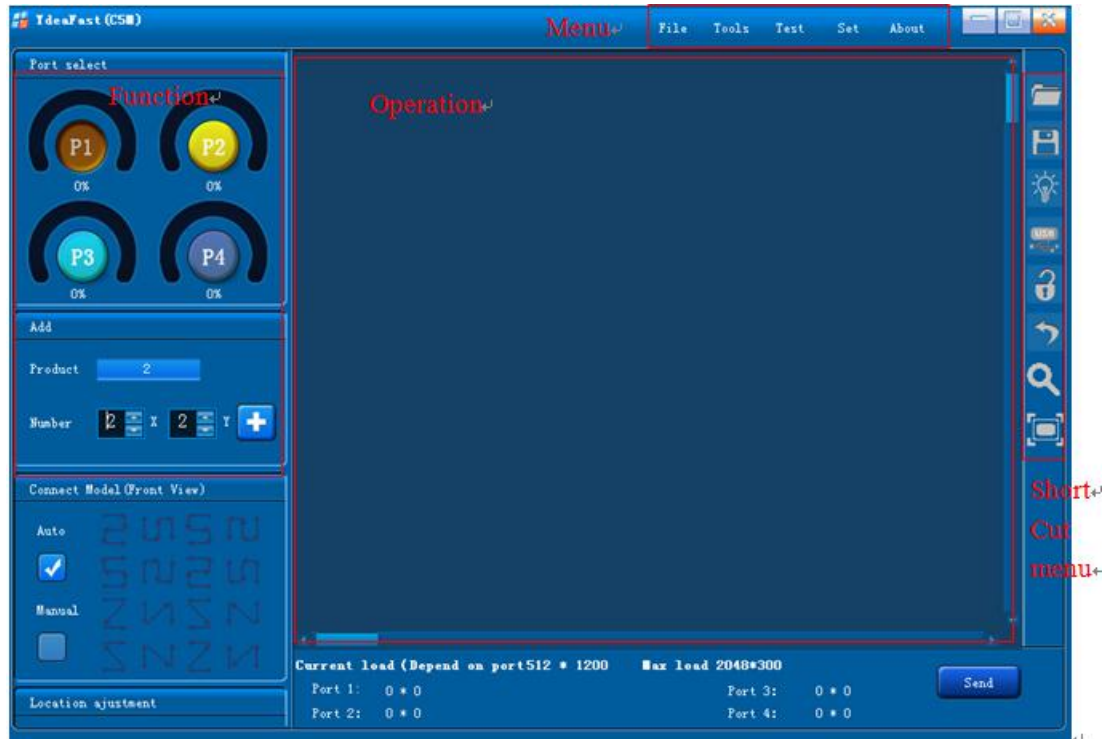 YdeaFast(C5Ⅲ)
Menu
File Tools Test Set About
Port select
Function
P1
0%
P2
0%
P3
0%
P4
0%
Operation
Add
Product 2
Number 2 X 2 Y
Connect Model(Front View)
Auto
Manual
Location ajustment
USB
Short
Cut
menu
Current load(Depend on port512 * 1200 Max load 2048*300
Port 1: 0 * 0 Port 3: 0 * 0
Port 2: 0 * 0 Port 4: 0 * 0
Send